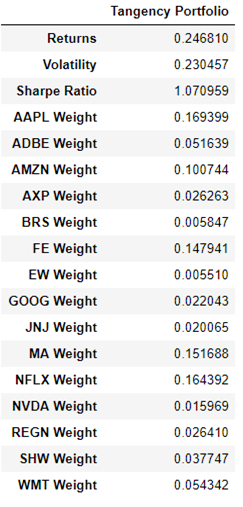 Tangency Portfolio
Returns 0.246810
Volatility 0.230457
Sharpe Ratio 1.070959
AAPL Weight 0.169399
ADBE Weight 0.051639
AMZN Weight 0.100744
AXP Weight 0.026263
BRS Weight 0.005847
FE Weight 0.147941
EW Weight 0.005510
GOOG Weight 0.022043
JNJ Weight 0.020065
MA Weight 0.151688
NFLX Weight 0.164392
NVDA Weight 0.015969
REGN Weight 0.026410
SHW Weight 0.037747
WMT Weight 0.054342